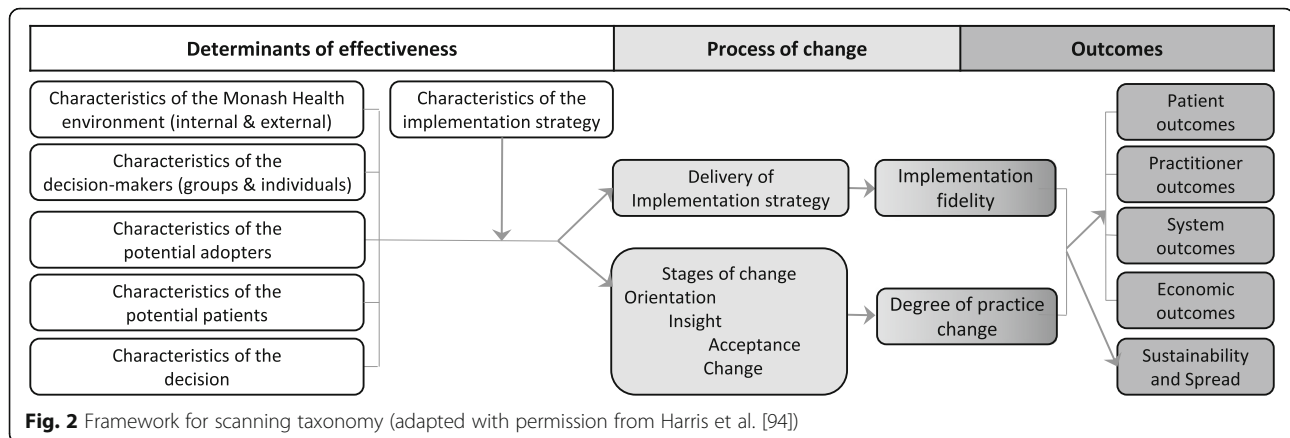 Determines of effectiveness
Process of change
Outcomes
Characteristics of the Monash Health
environment (internal & external)
Characteristics of the
decision-makers (groups & individuals)
Characteristics of the
potential adopters
Characteristics of the
potential patients
Characteristics of the
decision
Characteristics of the
implementation strategy
Delivery of
Implementation strategy
Stages of change
Orientation
Insight
Acceptance
Change
Implementation
fidelity
Degree of practice
change
Patient
outcomes
Practitioner
outcomes
System
outcomes
Economic
outcomes
Sustainability
and Spread
Fig. 2 Framework for scanning taxonomy (adapted with permission from Harris et al. [94])